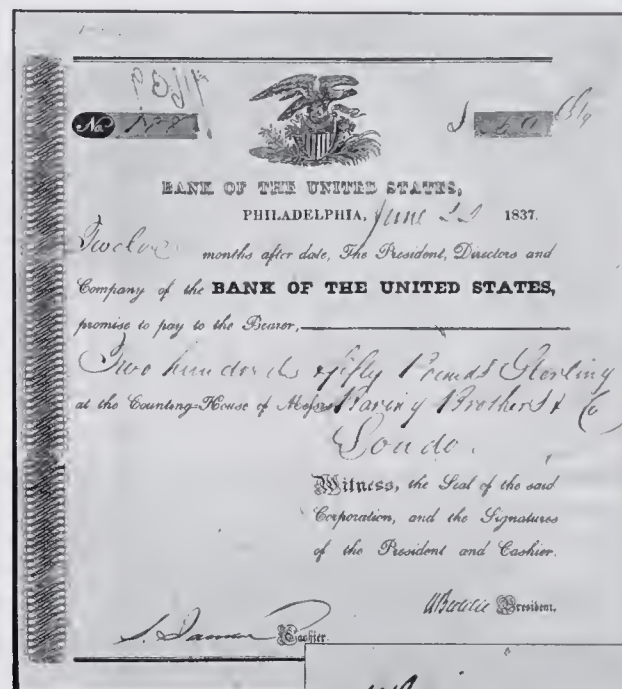 No
BANK OF THE UNITED STATES,
PHILADELPHIA, June 1837.
Twelve months after date, The President, Directors and
Company of the BANK OF THE UNITED STATES,
promise to pay to the Bearer,
Two hundred & fifty Pounds Sterling
at the Counting-House of Messrs Baring Brothers & Co
London.
Witness, the Seal of the said
Corporation, and the Signatures
of the President and Cashier.
President.
Cashier.